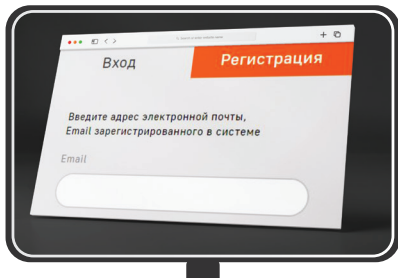 Вход
Регистрация
Введите адрес электронной почты,
Email зарегистрированного в системе
Email